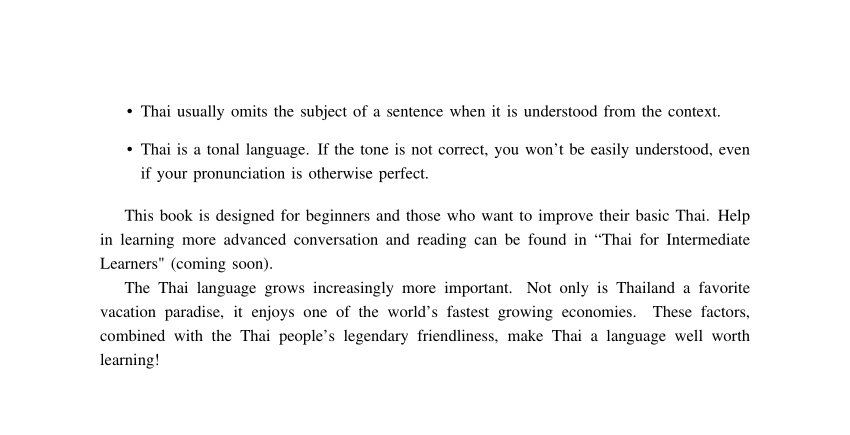 • Thai usually omits the subject of a sentence when it is understood from the context.
• Thai is a tonal language. If the tone is not correct, you won’t be easily understood, even
if your pronunciation is otherwise perfect.
This book is designed for beginners and those who want to improve their basic Thai. Help
in learning more advanced conversation and reading can be found in “Thai for Intermediate
Learners" (coming soon).
The Thai language grows increasingly more important. Not only is Thailand a favorite
vacation paradise, it enjoys one of the world’s fastest growing economies. These factors,
combined with the Thai people’s legendary friendliness, make Thai a language well worth
learning!